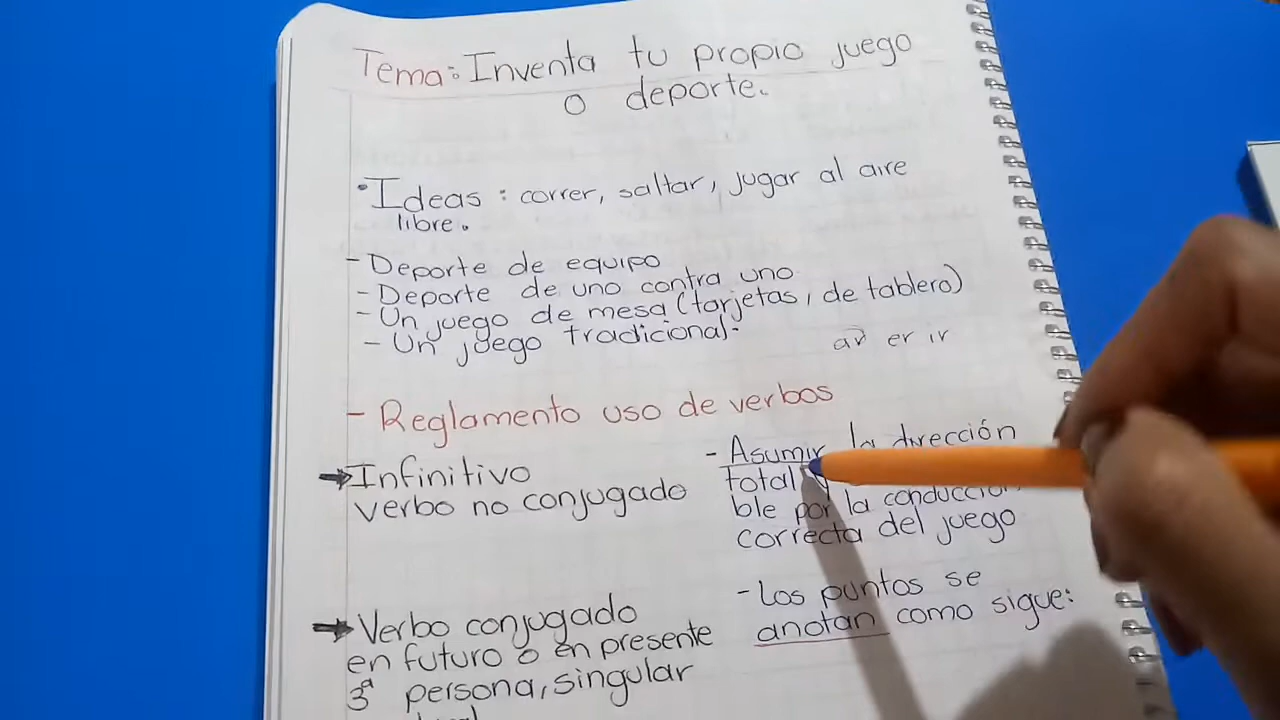 Tema: Inventa tu propio juego
o deporte.
• Ideas : correr, saltar, jugar al aire
libre.
- Deporte de equipo
- Deporte de uno contra uno
- Un juego de mesa (tarjetas, de tablero)
- Un juego tradicional.
ar er ir
- Reglamento uso de verbos
→ Infinitivo
verbo no conjugado
- Asumir la dirección
total y
ble por la conducción
correcta del juego
→ Verbo conjugado
en futuro o en presente
3ª persona, singular
- Los puntos se
anotan como sigue: